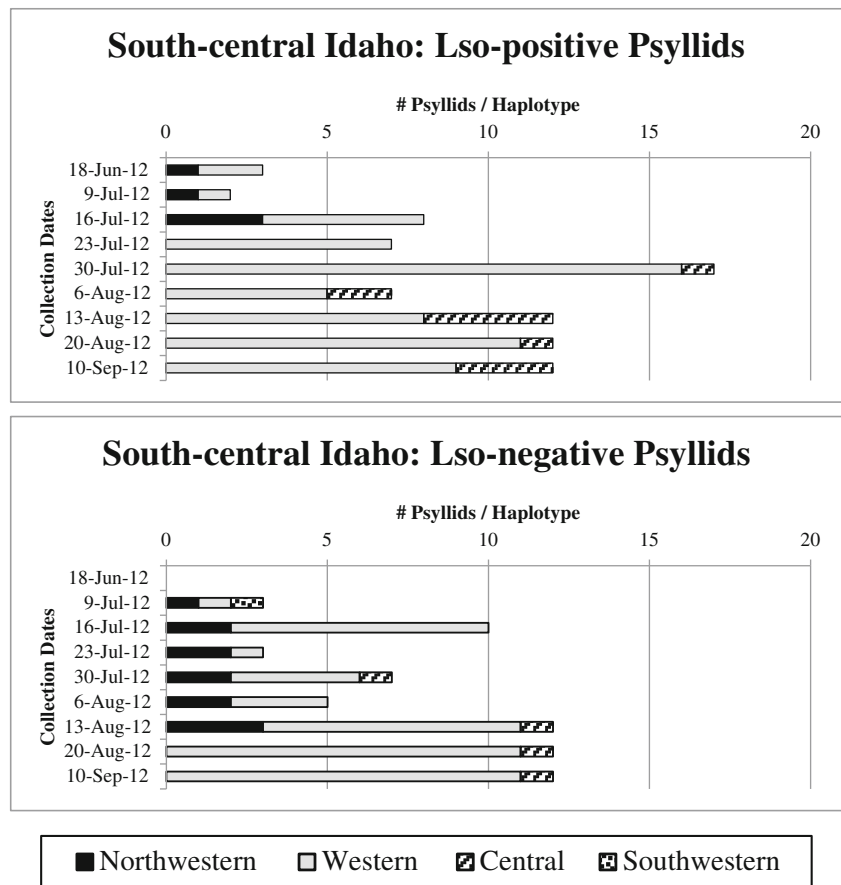 South-central Idaho: Lso-positive Psyllids
# Psyllids / Haplotype
0 5 10 15 20
Collection Dates
18-Jun-12
9-Jul-12
16-Jul-12
23-Jul-12
30-Jul-12
6-Aug-12
13-Aug-12
20-Aug-12
10-Sep-12
South-central Idaho: Lso-negative Psyllids
# Psyllids / Haplotype
0 5 10 15 20
Collection Dates
18-Jun-12
9-Jul-12
16-Jul-12
23-Jul-12
30-Jul-12
6-Aug-12
13-Aug-12
20-Aug-12
10-Sep-12
Northwestern Western Central Southwestern